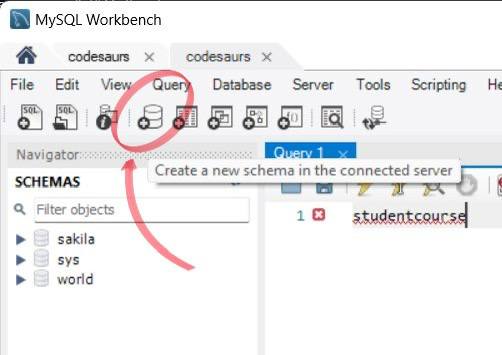 MySQL Workbench
codesaurs codesaurs
File Edit View Query Database Server Tools Scripting He
SQL SQL
Navigator
Query 1
Create a new schema in the connected server
SCHEMAS
Filter objects
1 studentcourse
sakila
sys
world